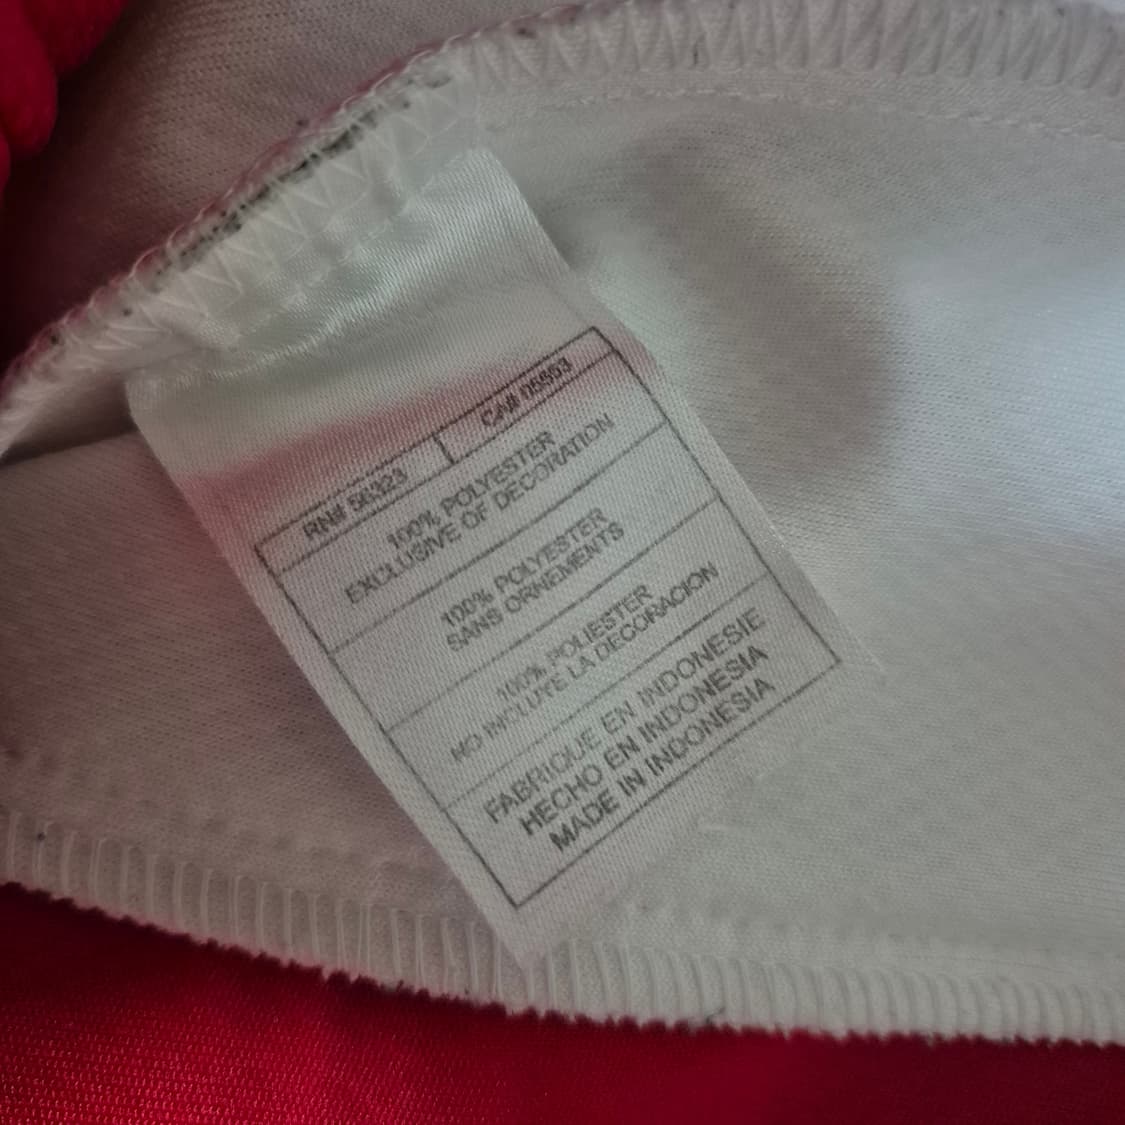 RN# 56323
CA# 05553
100% POLYESTER
EXCLUSIVE OF DECORATION
100% POLYESTER
SANS ORNEMENTS
100% POLIESTER
NO INCLUYE LA DECORACION
FABRIQUE EN INDONESIE
HECHO EN INDONESIA
MADE IN INDONESIA